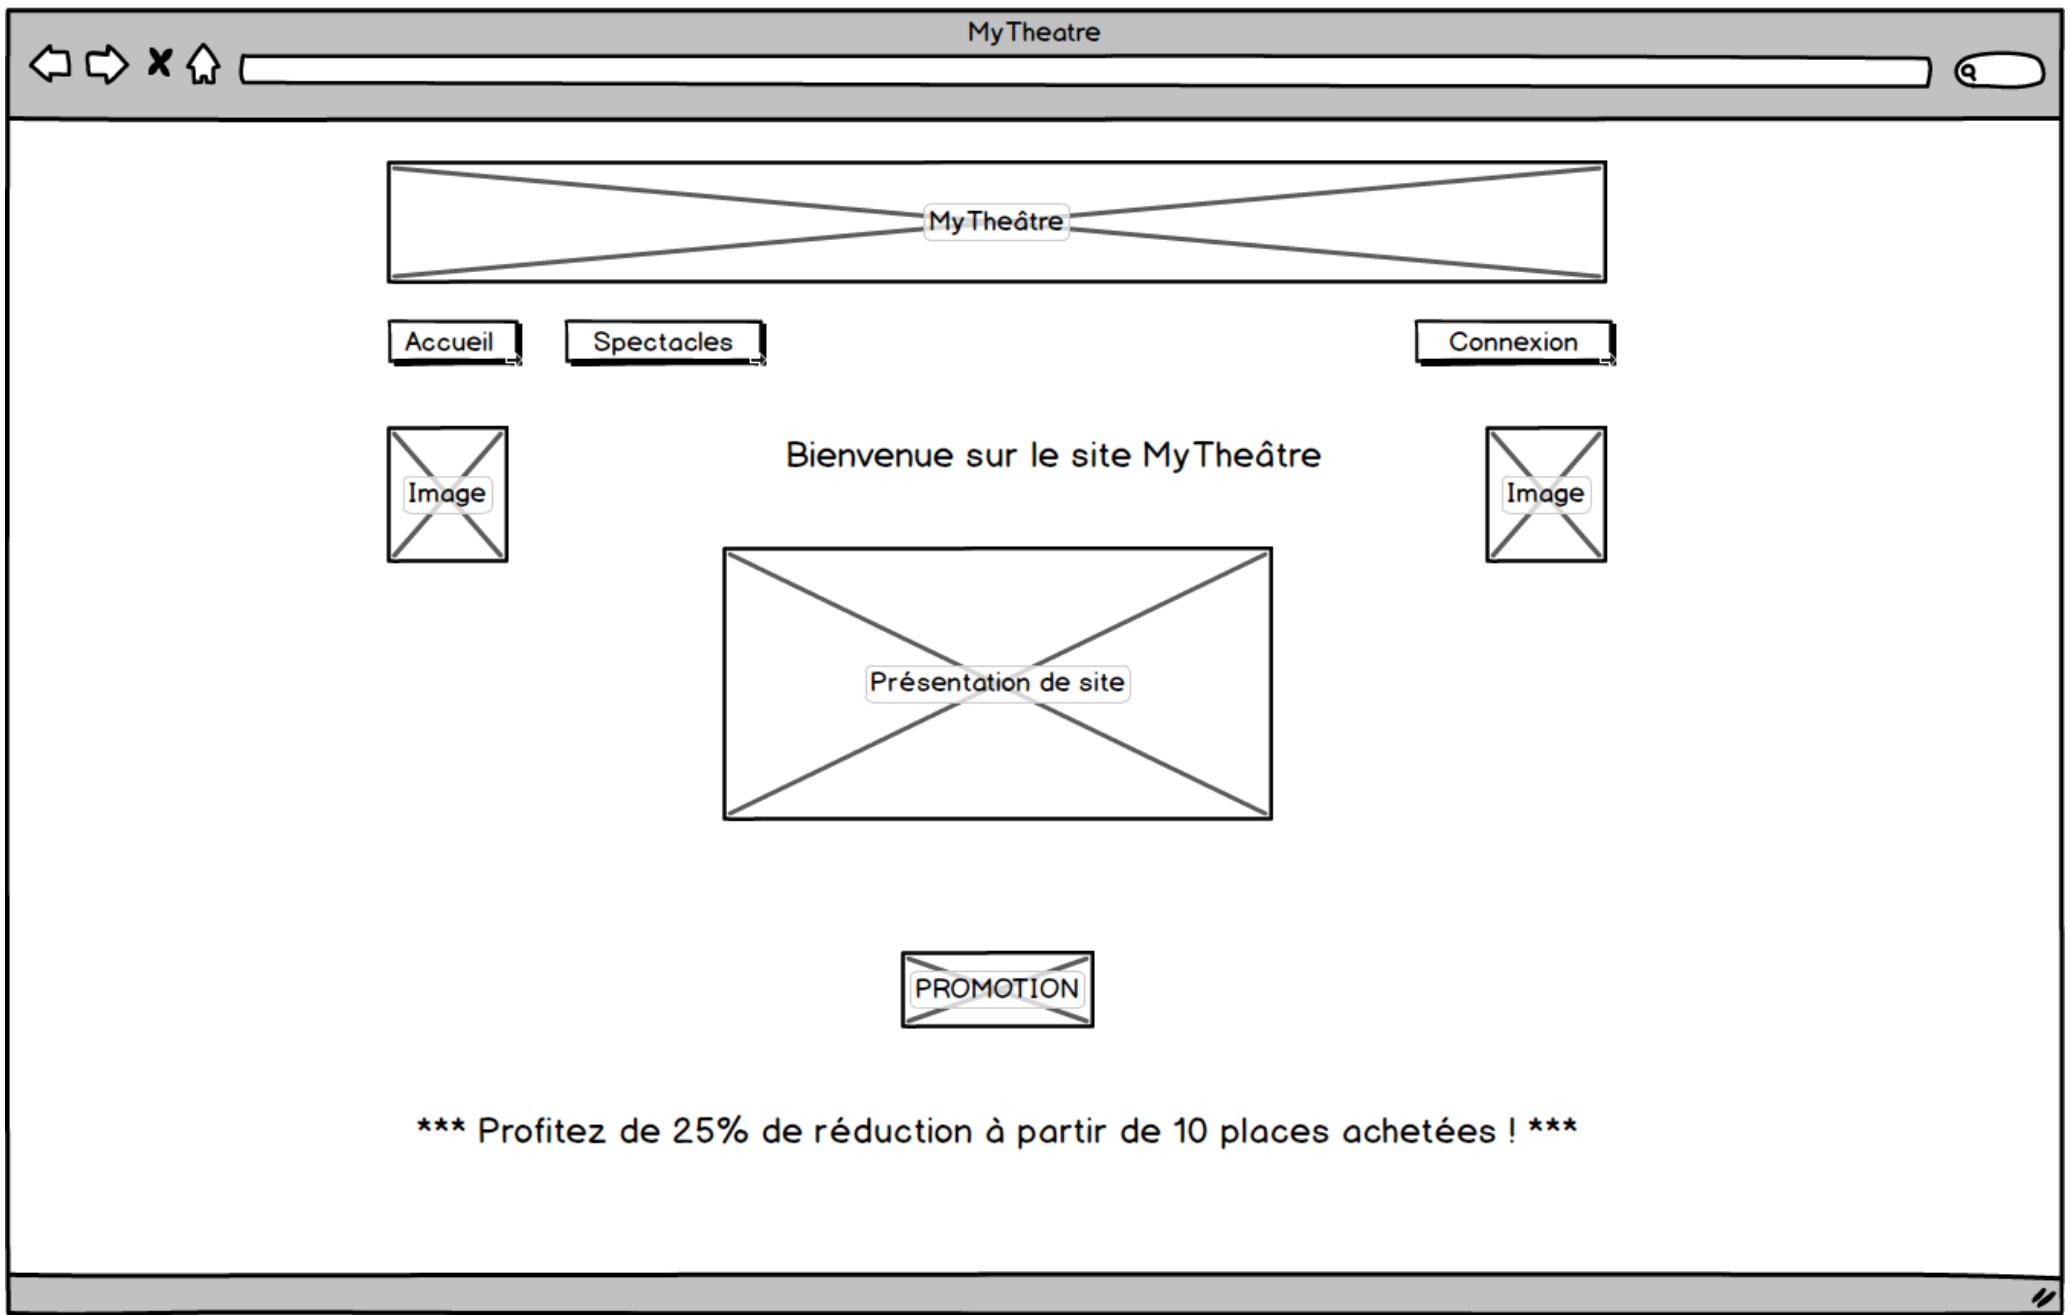 MyTheatre
MyTheâtre
Accueil
Spectacles
Connexion
Image
Bienvenue sur le site MyTheâtre
Image
Présentation de site
PROMOTION
*** Profitez de 25% de réduction à partir de 10 places achetées ! ***